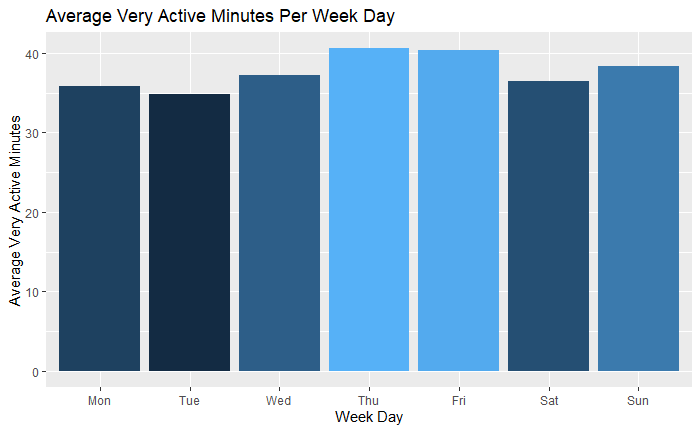 Average Very Active Minutes Per Week Day
Average Very Active Minutes
40
30
20
10
0
Mon Tue Wed Thu Fri Sat Sun
Week Day